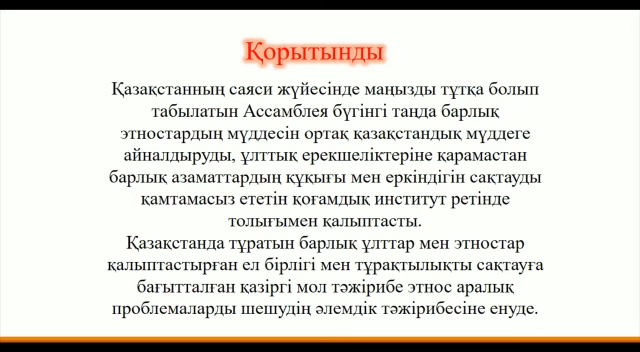 Қорытынды
Қазақстанның саяси жүйесінде маңызды тұтқа болып
табылатын Ассамблея бүгінгі таңда барлық
этностардың мүддесін ортақ қазақстандық мүддеге
айналдыруды, ұлттық ерекшеліктеріне қарамастан
барлық азаматтардың құқығы мен еркіндігін сақтауды
қамтамасыз ететін қоғамдық институт ретінде
толығымен қалыптасты.
Қазақстанда тұратын барлық ұлттар мен этностар
қалыптастырған ел бірлігі мен тұрақтылықты сақтауға
бағытталған қазіргі мол тәжірибе этнос аралық
проблемаларды шешудің әлемдік тәжірибесіне енуде.